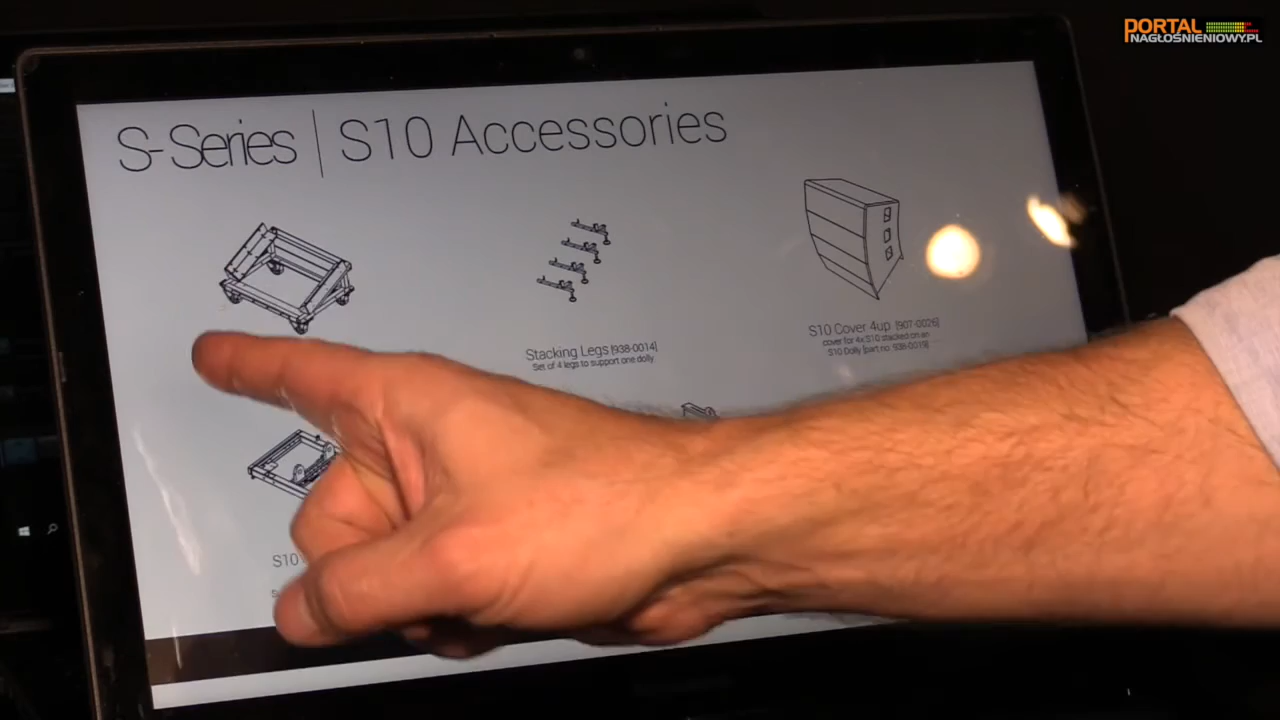 PORTAL
NAGŁOŚNIENIOWY.PL
S-Series | S10 Accessories
Stacking Legs [938-0014]
Set of 4 legs to support one dolly
S10 Cover 4up [907-0026]
cover for 4x S10 stacked on an
S10 Dolly [part no: 938-0019]
S10